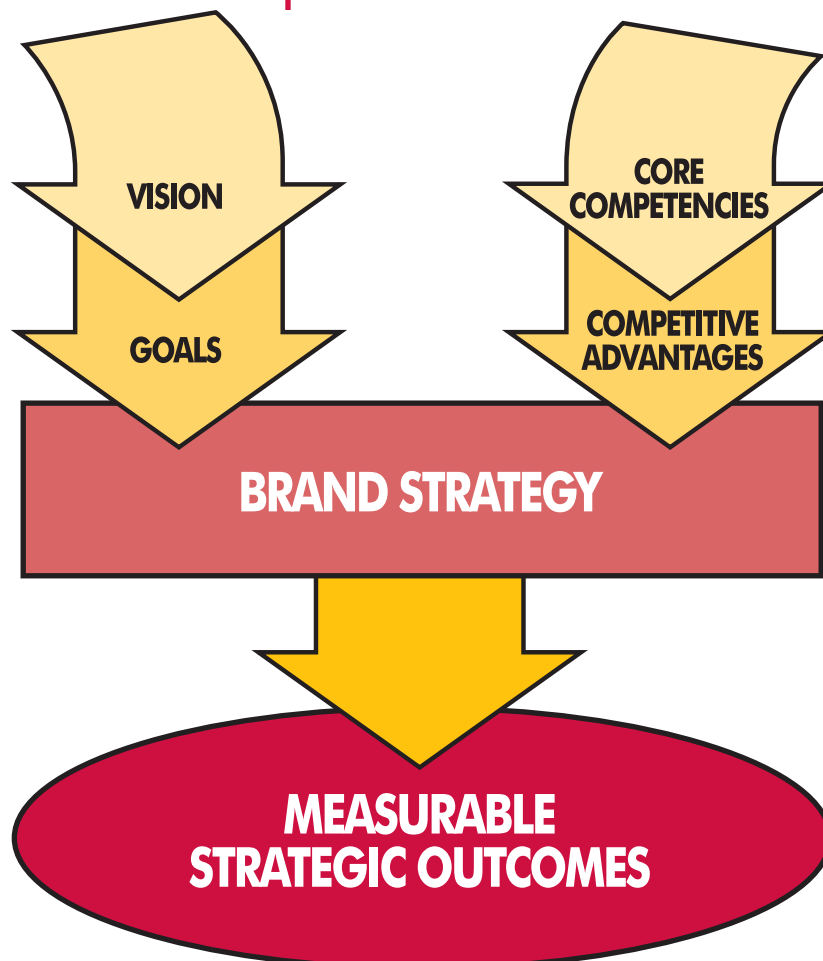 VISION
CORE
COMPETENCIES
GOALS
COMPETITIVE
ADVANTAGES
BRAND STRATEGY
MEASURABLE
STRATEGIC OUTCOMES